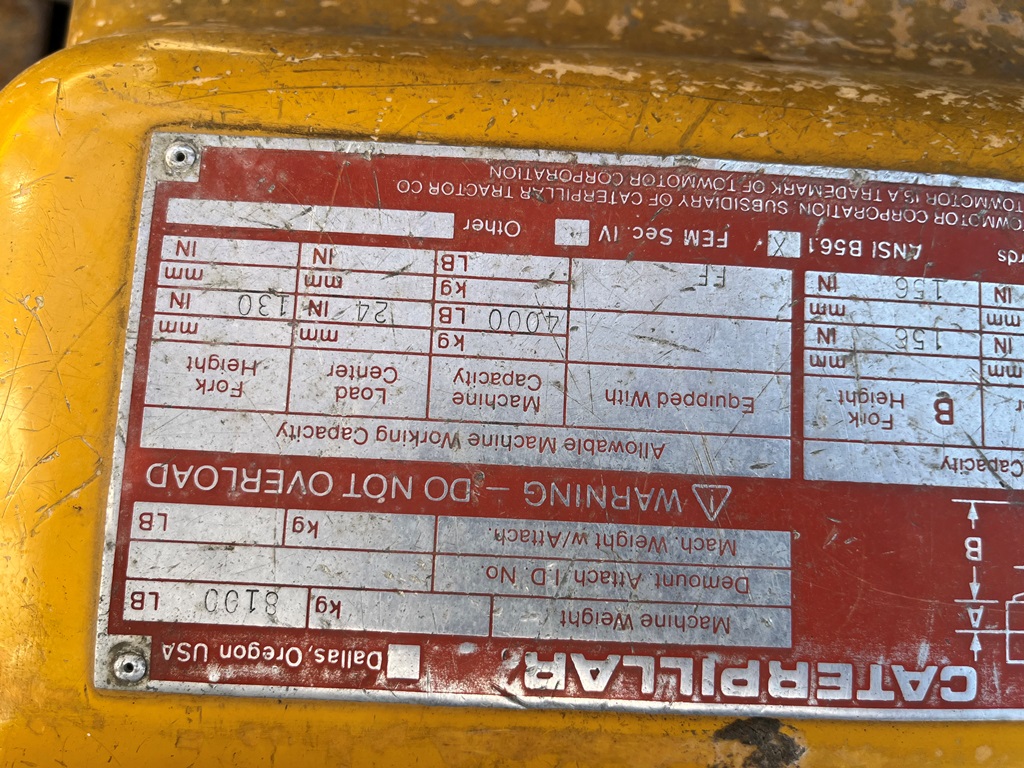 CATERPILLAR Dallas, Oregon USA
A
B
Machine Weight kg 8100 LB
Demount. Attach. I.D. No.
Mach. Weight w/Attach. kg LB
⚠ WARNING — DO NOT OVERLOAD
Capacity
Allowable Machine Working Capacity
B Fork Height Equipped With Machine Capacity Load Center Fork Height
mm mm kg mm mm
IN 156 IN 4000 LB 24 IN 130 IN
mm mm kg mm mm
IN 156 IN LB IN IN
ANSI B56.1 X FEM Sec. IV Other
TOWMOTOR CORPORATION. SUBSIDIARY OF CATERPILLAR TRACTOR CO
TOWMOTOR IS A TRADEMARK OF TOWMOTOR CORPORATION